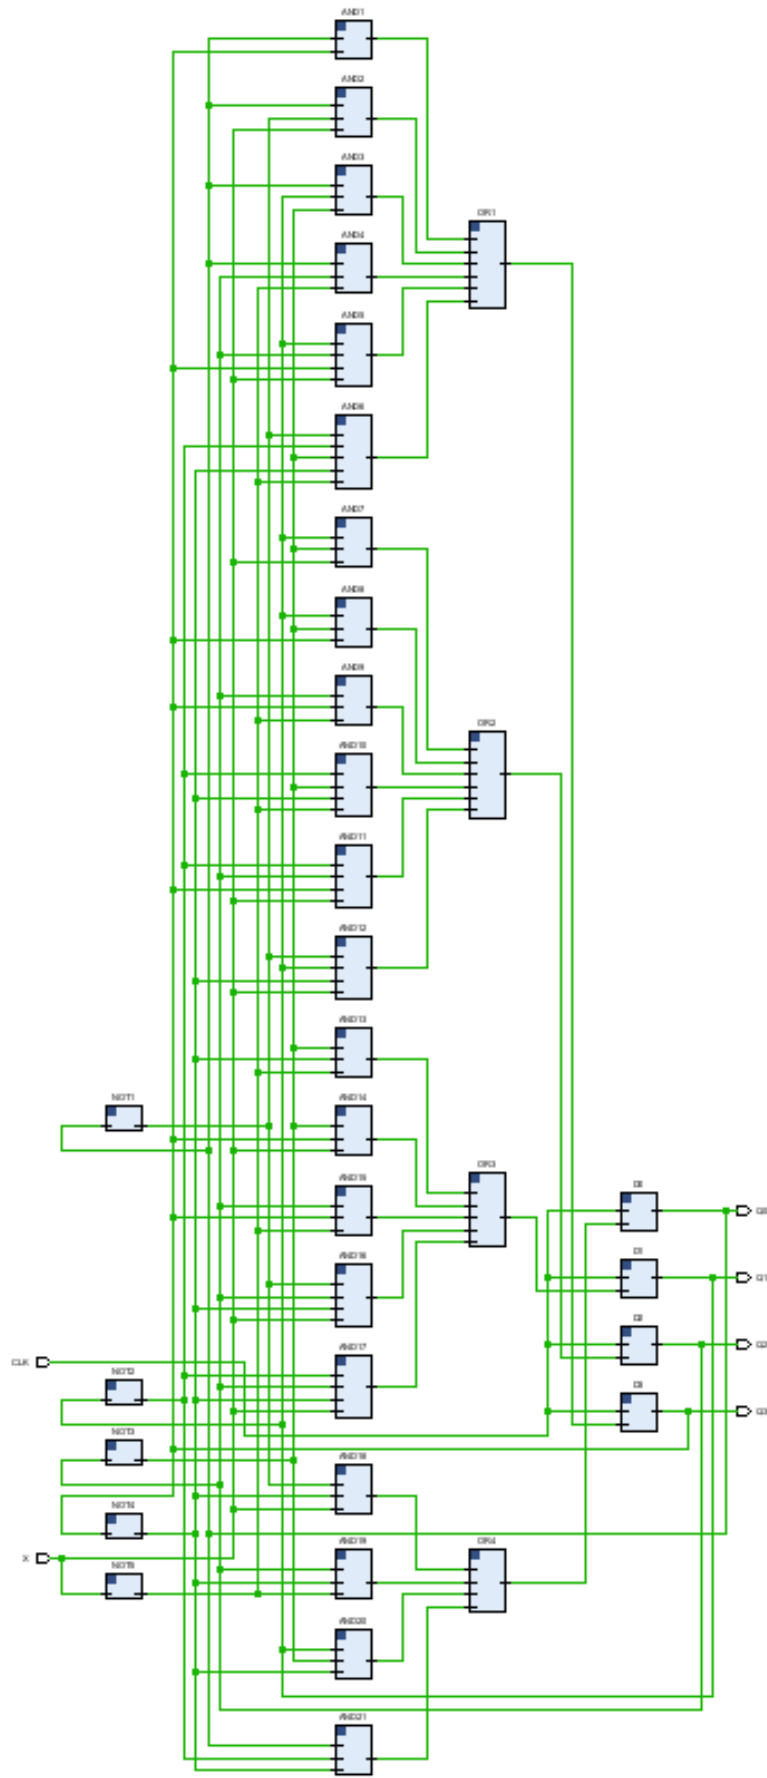 AND1
AND2
AND3
OR1
AND4
AND5
AND6
AND7
AND8
AND9
OR2
AND10
AND11
AND12
AND13
NOT1
AND14
OR3
D0
AND15
Q0
D1
AND16
Q1
D2
AND17
Q2
CLK
NOT2
D3
Q3
NOT3
AND18
NOT4
AND19
OR4
X
NOT5
AND20
AND21